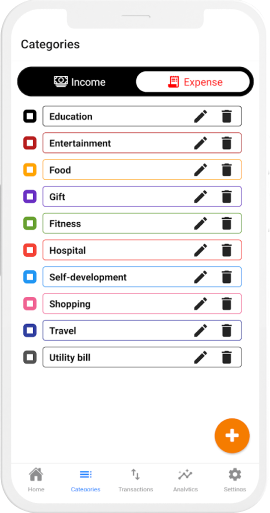 Categories
Income Expense
Education
Entertainment
Food
Gift
Fitness
Hospital
Self-development
Shopping
Travel
Utility bill
Home Categories Transactions Analytics Settings